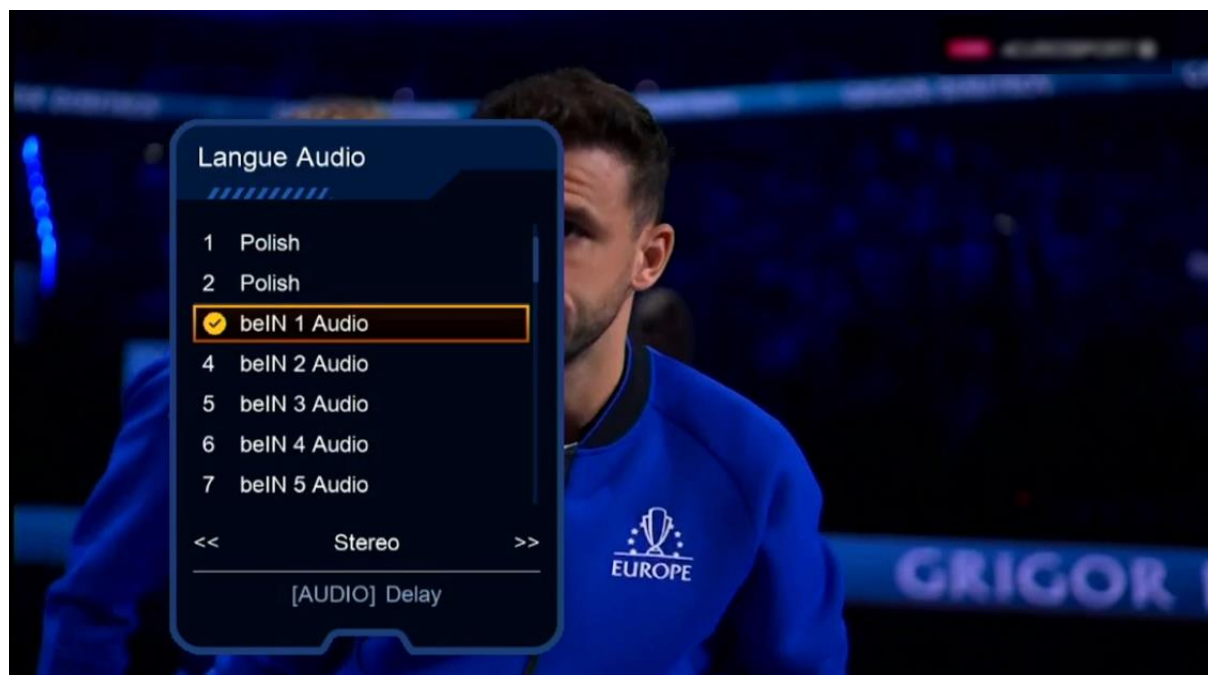 Langue Audio
1 Polish
2 Polish
beIN 1 Audio
4 beIN 2 Audio
5 beIN 3 Audio
6 beIN 4 Audio
7 beIN 5 Audio
<< Stereo >>
[AUDIO] Delay
EUROPE
GRIGOR